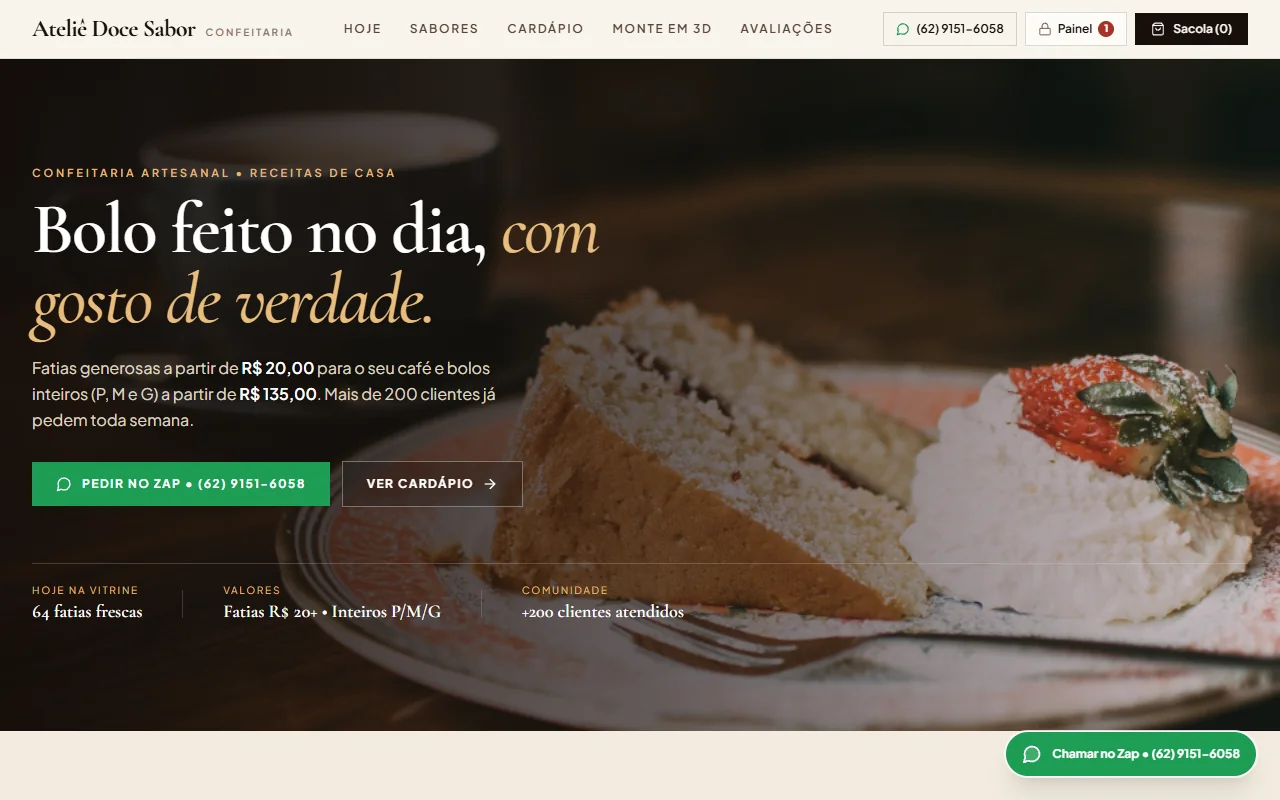 Ateliê Doce Sabor CONFEITARIA
HOJE SABORES CARDÁPIO MONTE EM 3D AVALIAÇÕES
(62) 9151-6058
Painel 1
Sacola (0)
CONFEITARIA ARTESANAL • RECEITAS DE CASA
Bolo feito no dia, com
gosto de verdade.
Fatias generosas a partir de R$ 20,00 para o seu café e bolos
inteiros (P, M e G) a partir de R$ 135,00. Mais de 200 clientes já
pedem toda semana.
PEDIR NO ZAP • (62) 9151-6058
VER CARDÁPIO →
HOJE NA VITRINE
64 fatias frescas
VALORES
Fatias R$ 20+ • Inteiros P/M/G
COMUNIDADE
+200 clientes atendidos
Chamar no Zap • (62) 9151-6058